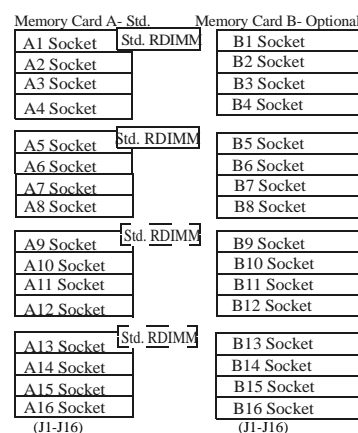 Memory Card A- Std.
A1 Socket Std. RDIMM
A2 Socket
A3 Socket
A4 Socket
A5 Socket Std. RDIMM
A6 Socket
A7 Socket
A8 Socket
A9 Socket Std. RDIMM
A10 Socket
A11 Socket
A12 Socket
A13 Socket Std. RDIMM
A14 Socket
A15 Socket
A16 Socket
(J1-J16)
Memory Card B- Optional
B1 Socket
B2 Socket
B3 Socket
B4 Socket
B5 Socket
B6 Socket
B7 Socket
B8 Socket
B9 Socket
B10 Socket
B11 Socket
B12 Socket
B13 Socket
B14 Socket
B15 Socket
B16 Socket
(J1-J16)